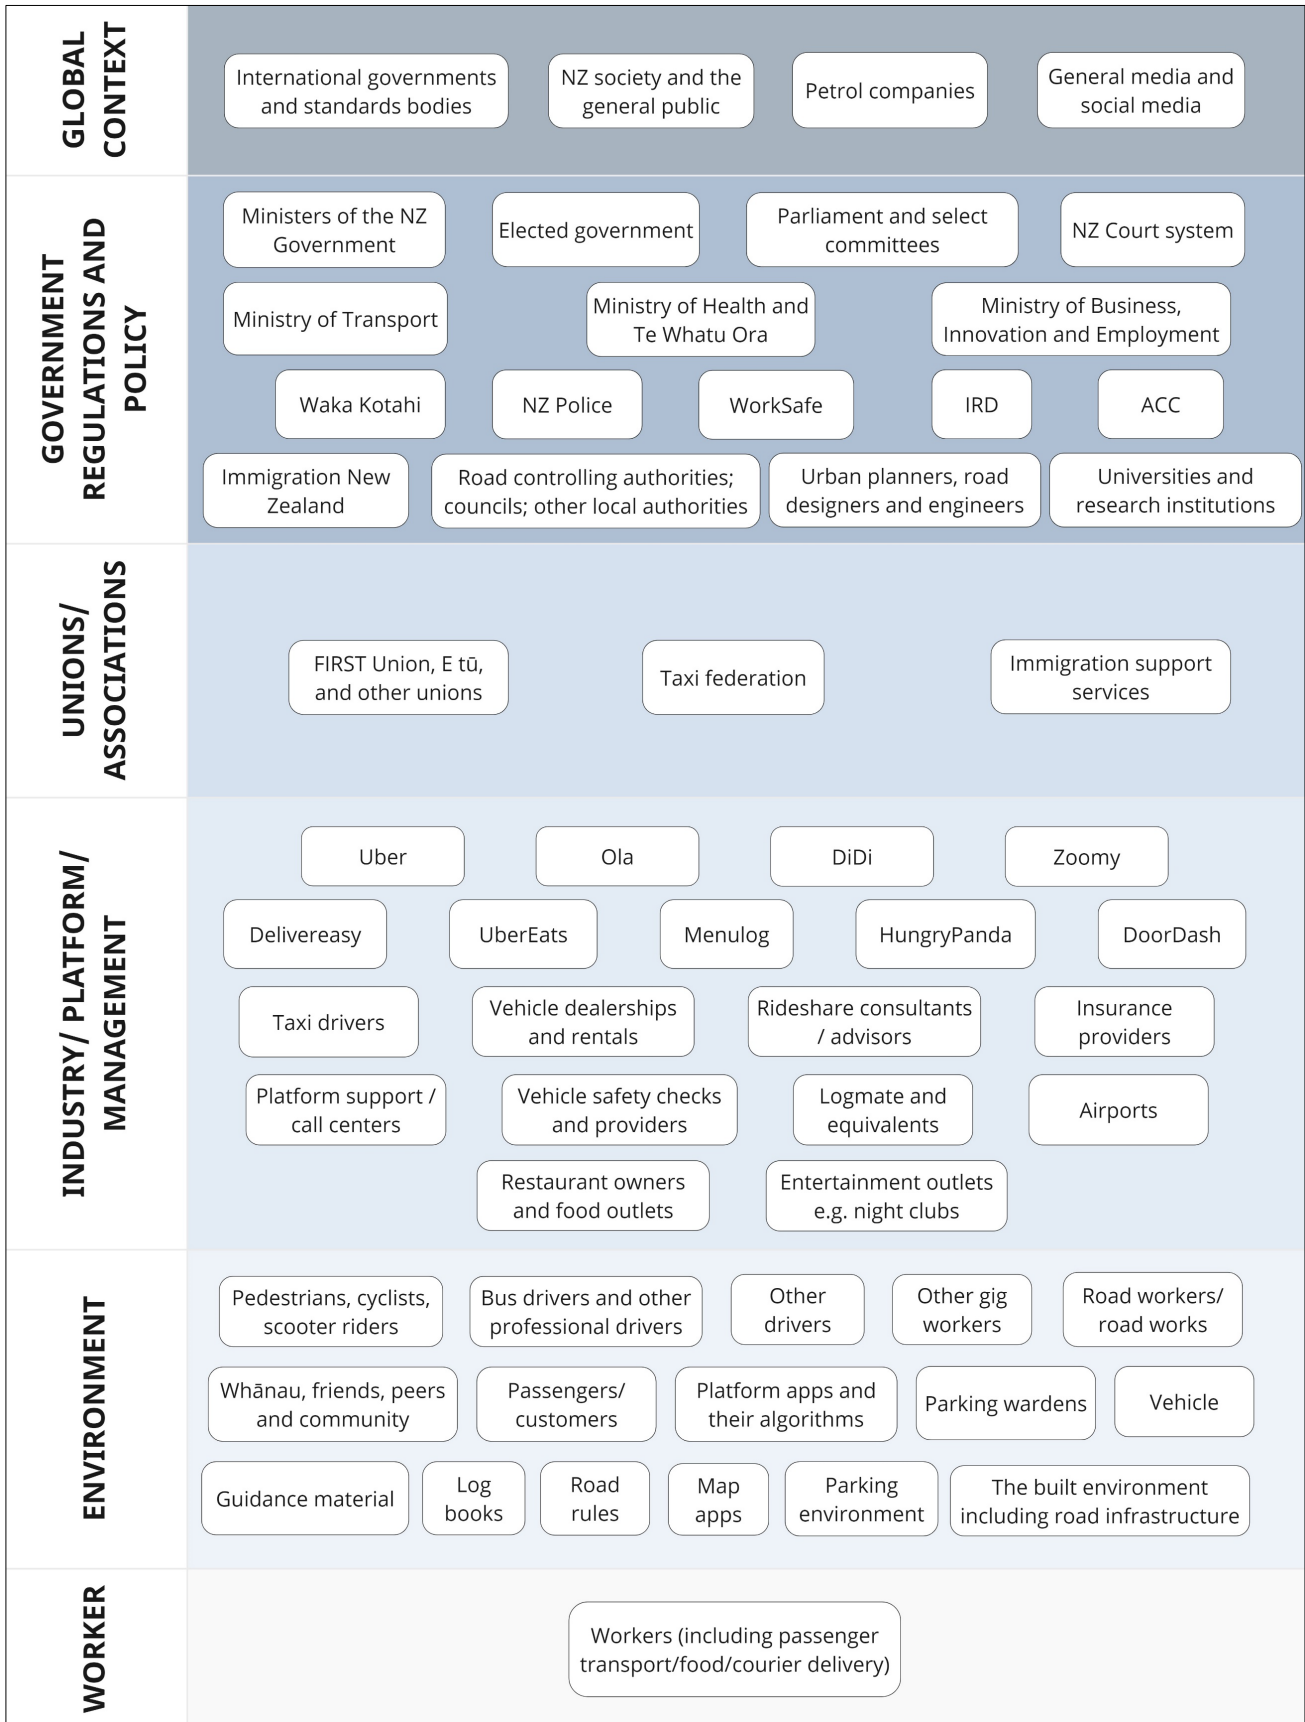 GLOBAL
CONTEXT
International governments
and standards bodies
NZ society and the
general public
Petrol companies
General media and
social media
GOVERNMENT
REGULATIONS AND
POLICY
Ministers of the NZ
Government
Elected government
Parliament and select
committees
NZ Court system
Ministry of Transport
Ministry of Health and
Te Whatu Ora
Ministry of Business,
Innovation and Employment
Waka Kotahi
NZ Police
WorkSafe
IRD
ACC
Immigration New
Zealand
Road controlling authorities;
councils; other local authorities
Urban planners, road
designers and engineers
Universities and
research institutions
UNIONS/
ASSOCIATIONS
FIRST Union, E tū,
and other unions
Taxi federation
Immigration support
services
INDUSTRY/ PLATFORM/
MANAGEMENT
Uber
Ola
DiDi
Zoomy
Delivereasy
UberEats
Menulog
HungryPanda
DoorDash
Taxi drivers
Vehicle dealerships
and rentals
Rideshare consultants
/ advisors
Insurance
providers
Platform support /
call centers
Vehicle safety checks
and providers
Logmate and
equivalents
Airports
Restaurant owners
and food outlets
Entertainment outlets
e.g. night clubs
ENVIRONMENT
Pedestrians, cyclists,
scooter riders
Bus drivers and other
professional drivers
Other
drivers
Other gig
workers
Road workers/
road works
Whānau, friends, peers
and community
Passengers/
customers
Platform apps and
their algorithms
Parking wardens
Vehicle
Guidance material
Log
books
Road
rules
Map
apps
Parking
environment
The built environment
including road infrastructure
WORKER
Workers (including passenger
transport/food/courier delivery)